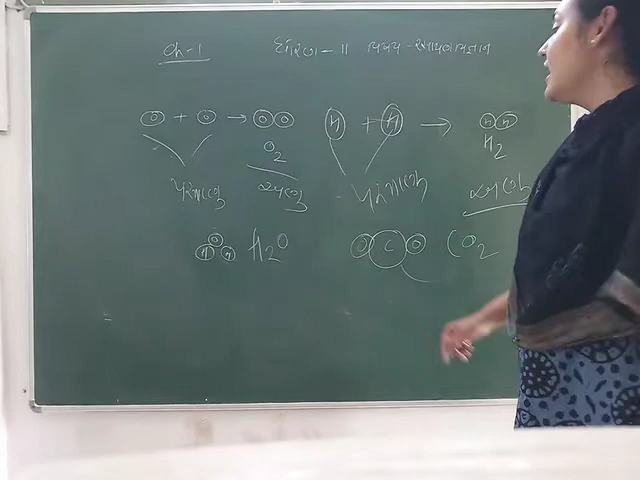 Ch-1 ધોરણ - 11 વિષય - રસાયણવિજ્ઞાન
O + O → OO H + H → HH
O2 H2
પરમાણુ અણુ પરમાણુ અણુ
O H H H2O O C O CO2